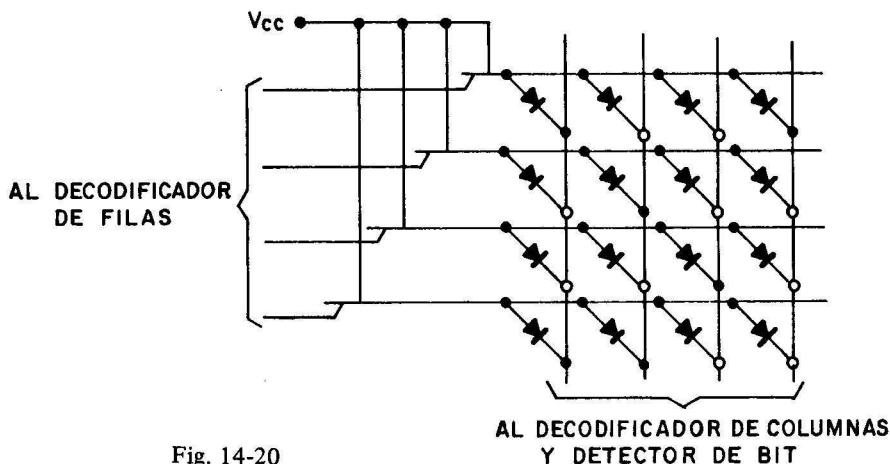 Vcc
AL DECODIFICADOR
DE FILAS
AL DECODIFICADOR DE COLUMNAS
Y DETECTOR DE BIT
Fig. 14-20